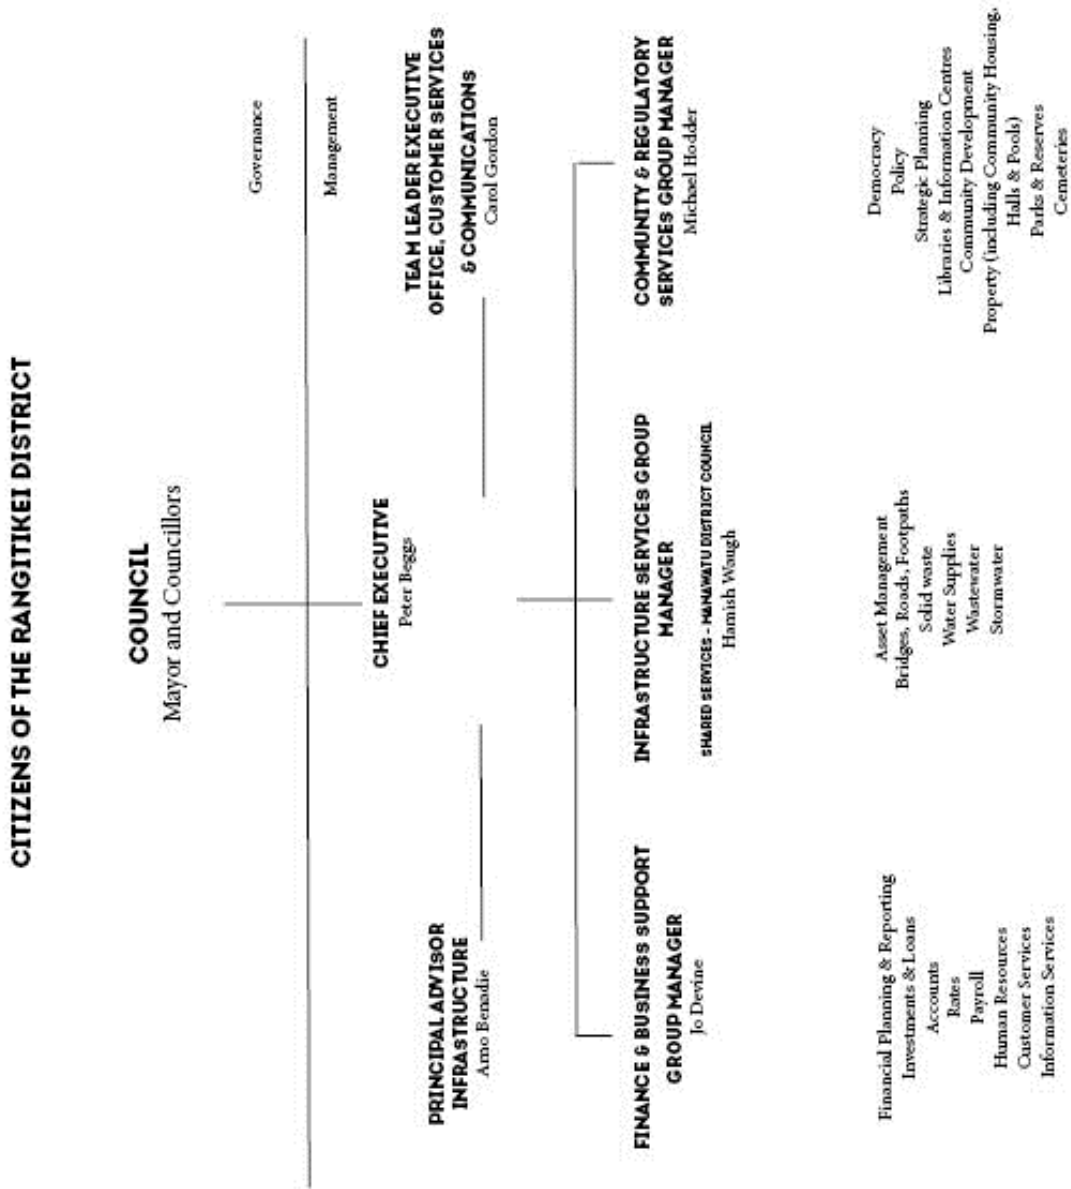 CITIZENS OF THE RANGITIKEI DISTRICT
COUNCIL
Mayor and Councillors
Governance
Management
CHIEF EXECUTIVE
Peter Beggs
PRINCIPAL ADVISOR
INFRASTRUCTURE
Arno Benadie
TEAM LEADER EXECUTIVE
OFFICE, CUSTOMER SERVICES
& COMMUNICATIONS
Carol Gordon
FINANCE & BUSINESS SUPPORT
GROUP MANAGER
Jo Devine
INFRASTRUCTURE SERVICES GROUP
MANAGER
SHARED SERVICES - MANAWATU DISTRICT COUNCIL
Hamish Waugh
COMMUNITY & REGULATORY
SERVICES GROUP MANAGER
Michael Hodder
Financial Planning & Reporting
Investments & Loans
Accounts
Rates
Payroll
Human Resources
Customer Services
Information Services
Asset Management
Bridges, Roads, Footpaths
Solid waste
Water Supplies
Wastewater
Stormwater
Democracy
Policy
Strategic Planning
Libraries & Information Centres
Community Development
Property (including Community Housing,
Halls & Pools)
Parks & Reserves
Cemeteries